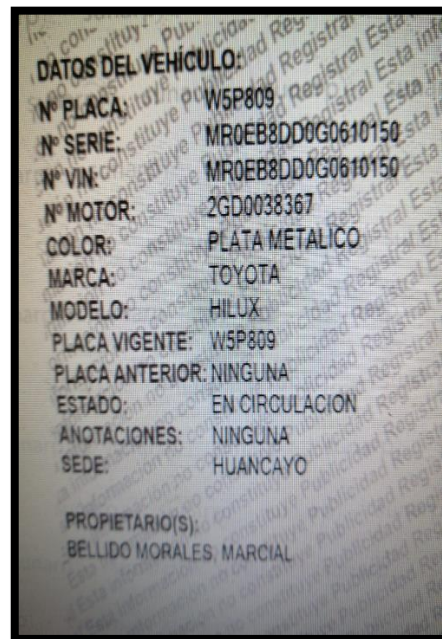 DATOS DEL VEHÍCULO:
Nº PLACA: W5P809
Nº SERIE: MR0EB8DD0G0610150
Nº VIN: MR0EB8DD0G0610150
Nº MOTOR: 2GD0038367
COLOR: PLATA METALICO
MARCA: TOYOTA
MODELO: HILUX
PLACA VIGENTE: W5P809
PLACA ANTERIOR: NINGUNA
ESTADO: EN CIRCULACION
ANOTACIONES: NINGUNA
SEDE: HUANCAYO
PROPIETARIO(S):
BELLIDO MORALES, MARCIAL